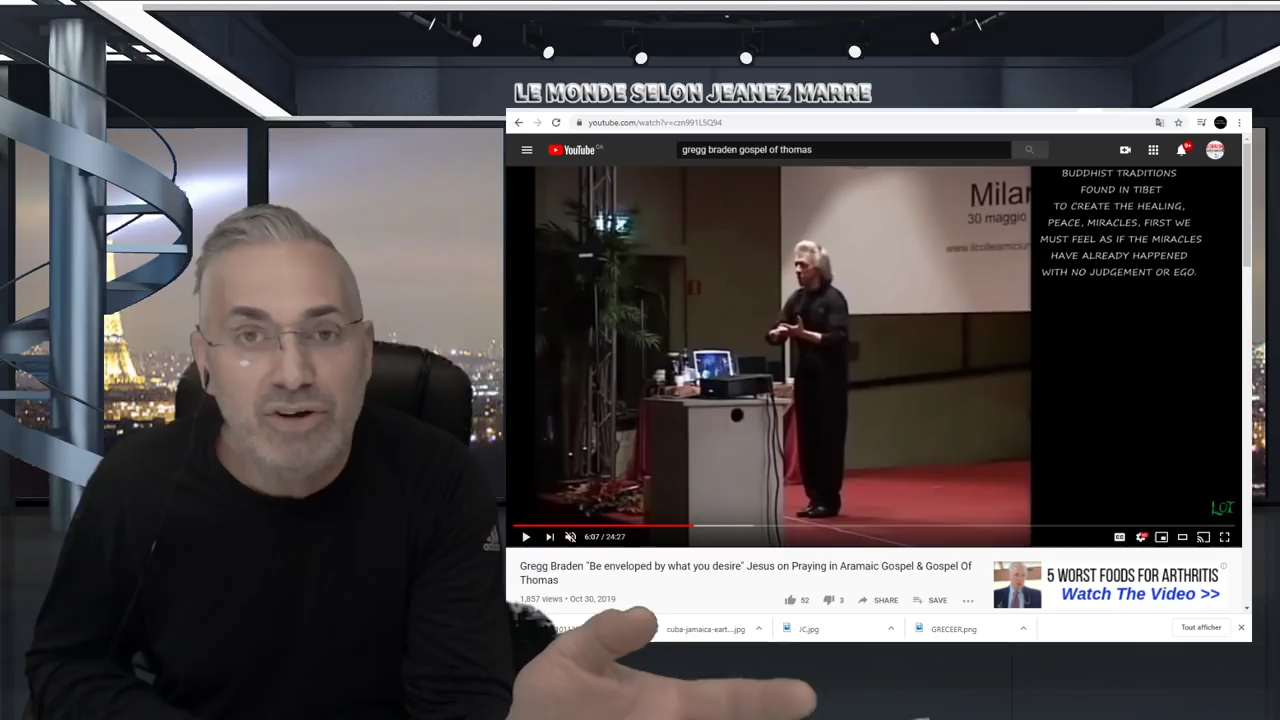 LE MONDE SELON JEANEZ MARRE
youtube.com/watch?v=czn991L5Q94
YouTube CA
gregg braden gospel of thomas
9+
Milan
30 maggio
BUDDHIST TRADITIONS
FOUND IN TIBET
TO CREATE THE HEALING,
PEACE, MIRACLES, FIRST WE
MUST FEEL AS IF THE MIRACLES
HAVE ALREADY HAPPENED
WITH NO JUDGEMENT OR EGO.
LoT
6:07 / 24:27
Gregg Braden "Be enveloped by what you desire" Jesus on Praying in Aramaic Gospel & Gospel Of
Thomas
1,857 views • Oct 30, 2019
52
3
SHARE
SAVE
5 WORST FOODS FOR ARTHRITIS
Watch The Video >>
cuba-jamaica-eart....jpg
JC.jpg
GRECEER.png
Tout afficher